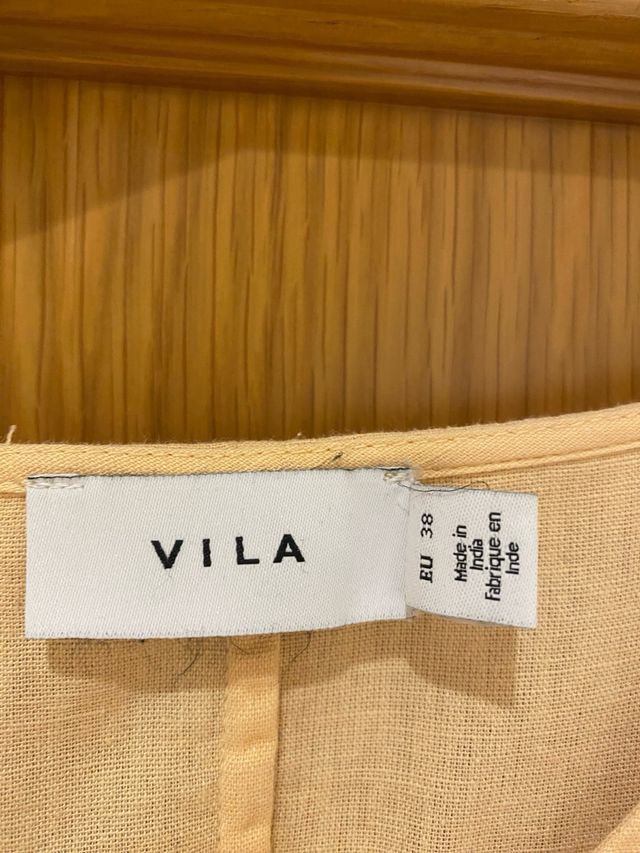 VILA
EU 38
Made in
India
Fabrique en
Inde